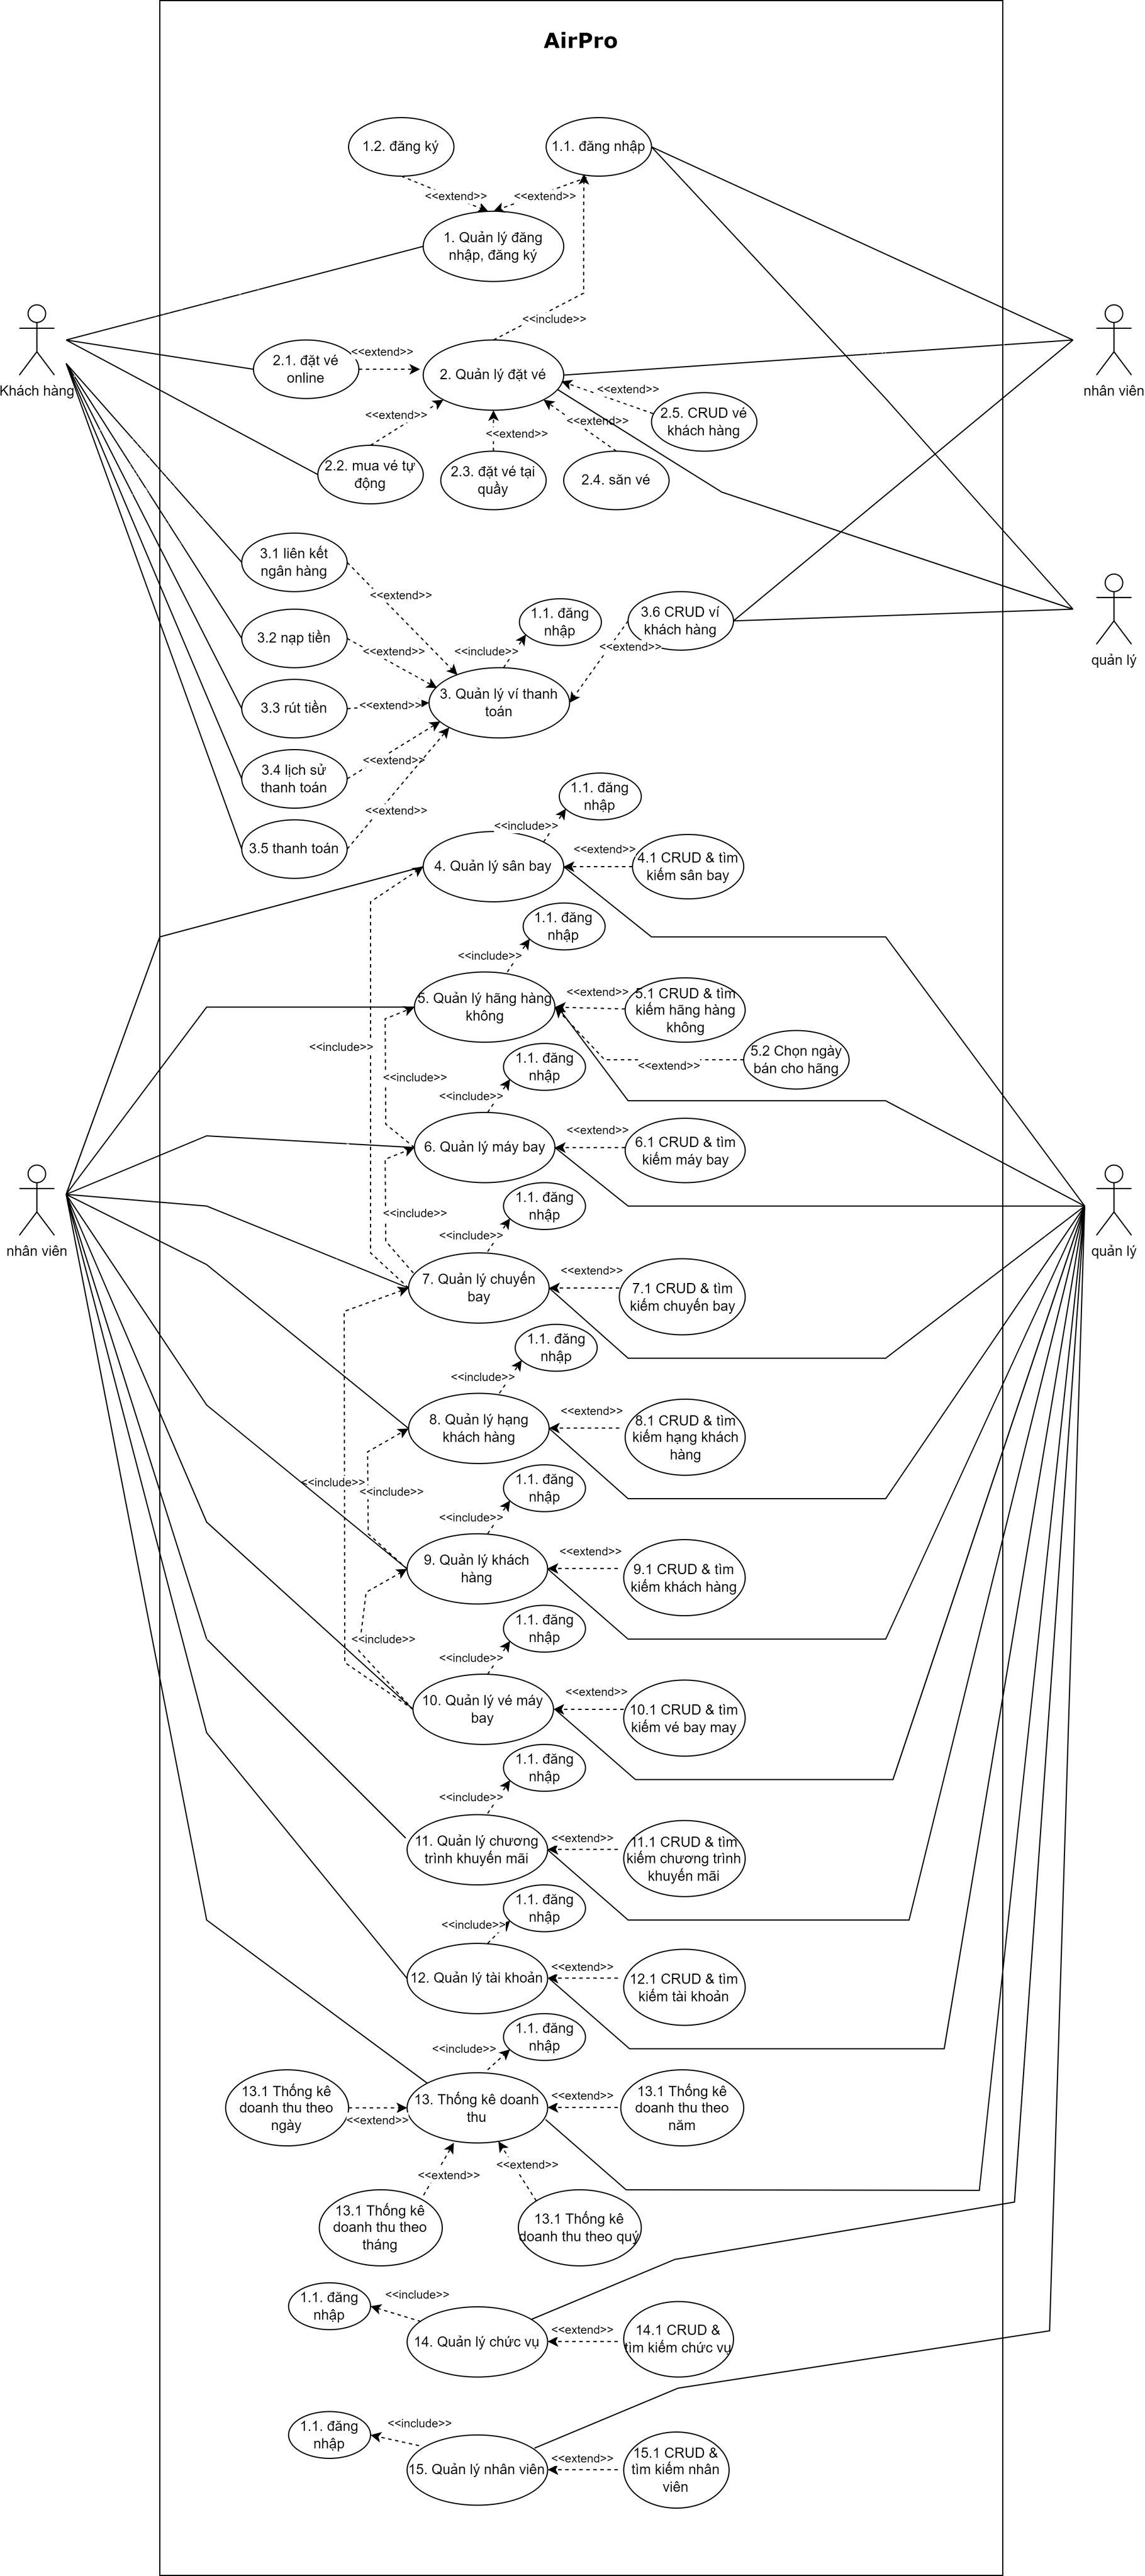 AirPro
1.2. đăng ký
1.1. đăng nhập
<<extend>>
<<extend>>
1. Quản lý đăng
nhập, đăng ký
Khách hàng
nhân viên
<<include>>
2.1. đặt vé
online
<<extend>>
2. Quản lý đặt vé
<<extend>>
2.5. CRUD vé
khách hàng
<<extend>>
<<extend>>
<<extend>>
2.2. mua vé tự
động
2.3. đặt vé tại
quầy
2.4. săn vé
3.1 liên kết
ngân hàng
<<extend>>
1.1. đăng
nhập
3.6 CRUD ví
khách hàng
quản lý
3.2 nạp tiền
<<extend>>
<<include>>
<<extend>>
3. Quản lý ví thanh
toán
3.3 rút tiền
<<extend>>
3.4 lịch sử
thanh toán
<<extend>>
3.5 thanh toán
<<extend>>
1.1. đăng
nhập
<<include>>
4. Quản lý sân bay
<<extend>>
4.1 CRUD & tìm
kiếm sân bay
1.1. đăng
nhập
<<include>>
5. Quản lý hãng hàng
không
<<extend>>
5.1 CRUD & tìm
kiếm hãng hàng
không
<<include>>
<<extend>>
5.2 Chọn ngày
bán cho hãng
1.1. đăng
nhập
<<include>>
<<include>>
6. Quản lý máy bay
<<extend>>
6.1 CRUD & tìm
kiếm máy bay
nhân viên
quản lý
1.1. đăng
nhập
<<include>>
<<include>>
7. Quản lý chuyến
bay
<<extend>>
7.1 CRUD & tìm
kiếm chuyến bay
1.1. đăng
nhập
<<include>>
8. Quản lý hạng
khách hàng
<<extend>>
8.1 CRUD & tìm
kiếm hạng khách
hàng
<<include>>
<<include>>
1.1. đăng
nhập
<<include>>
9. Quản lý khách
hàng
<<extend>>
9.1 CRUD & tìm
kiếm khách hàng
<<include>>
1.1. đăng
nhập
<<include>>
10. Quản lý vé máy
bay
<<extend>>
10.1 CRUD & tìm
kiếm vé bay may
1.1. đăng
nhập
<<include>>
11. Quản lý chương
trình khuyến mãi
<<extend>>
11.1 CRUD & tìm
kiếm chương trình
khuyến mãi
1.1. đăng
nhập
<<include>>
12. Quản lý tài khoản
<<extend>>
12.1 CRUD & tìm
kiếm tài khoản
1.1. đăng
nhập
<<include>>
13.1 Thống kê
doanh thu theo
ngày
<<extend>>
13. Thống kê doanh
thu
<<extend>>
13.1 Thống kê
doanh thu theo
năm
<<extend>>
<<extend>>
13.1 Thống kê
doanh thu theo
tháng
13.1 Thống kê
doanh thu theo quý
1.1. đăng
nhập
<<include>>
14. Quản lý chức vụ
<<extend>>
14.1 CRUD &
tìm kiếm chức vụ
1.1. đăng
nhập
<<include>>
15. Quản lý nhân viên
<<extend>>
15.1 CRUD &
tìm kiếm nhân
viên